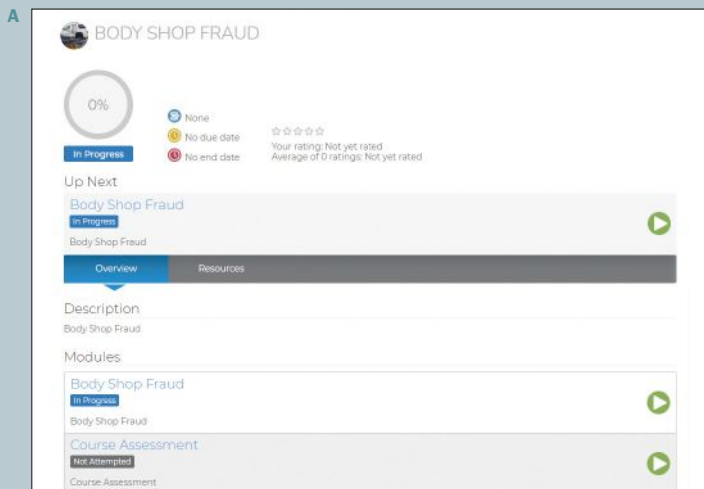 A
BODY SHOP FRAUD
0%
In Progress
None
No due date
No end date
Your rating: Not yet rated
Average of 0 ratings: Not yet rated
Up Next
Body Shop Fraud
In Progress
Body Shop Fraud
Overview Resources
Description
Body Shop Fraud
Modules
Body Shop Fraud
In Progress
Body Shop Fraud
Course Assessment
Not Attempted
Course Assessment